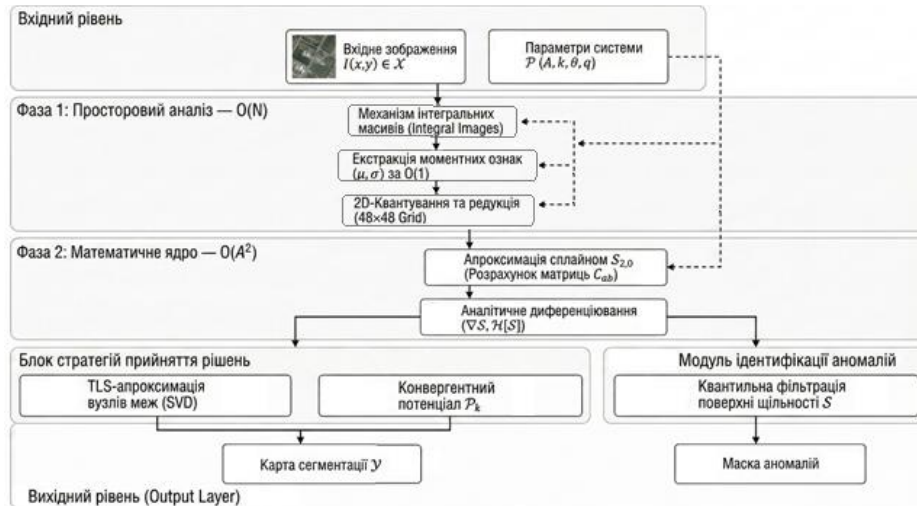 Вхідний рівень
Вхідне зображення
I(x,y) ∈ 𝒳
Параметри системи
𝒫 (A, k, θ, q)
Фаза 1: Просторовий аналіз — O(N)
Механізм інтегральних
масивів (Integral Images)
Екстракція моментних ознак
(μ, σ) за O(1)
2D-Квантування та редукція
(48×48 Grid)
Фаза 2: Математичне ядро — O(A²)
Апроксимація сплайном S₂,₀
(Розрахунок матриць C_ab)
Аналітичне диференціювання
(∇S, ℋ[S])
Блок стратегій прийняття рішень
TLS-апроксимація
вузлів меж (SVD)
Конвергентний
потенціал 𝒫ₖ
Модуль ідентифікації аномалій
Квантильна фільтрація
поверхні щільності S
Карта сегментації 𝒴
Маска аномалій
Вихідний рівень (Output Layer)